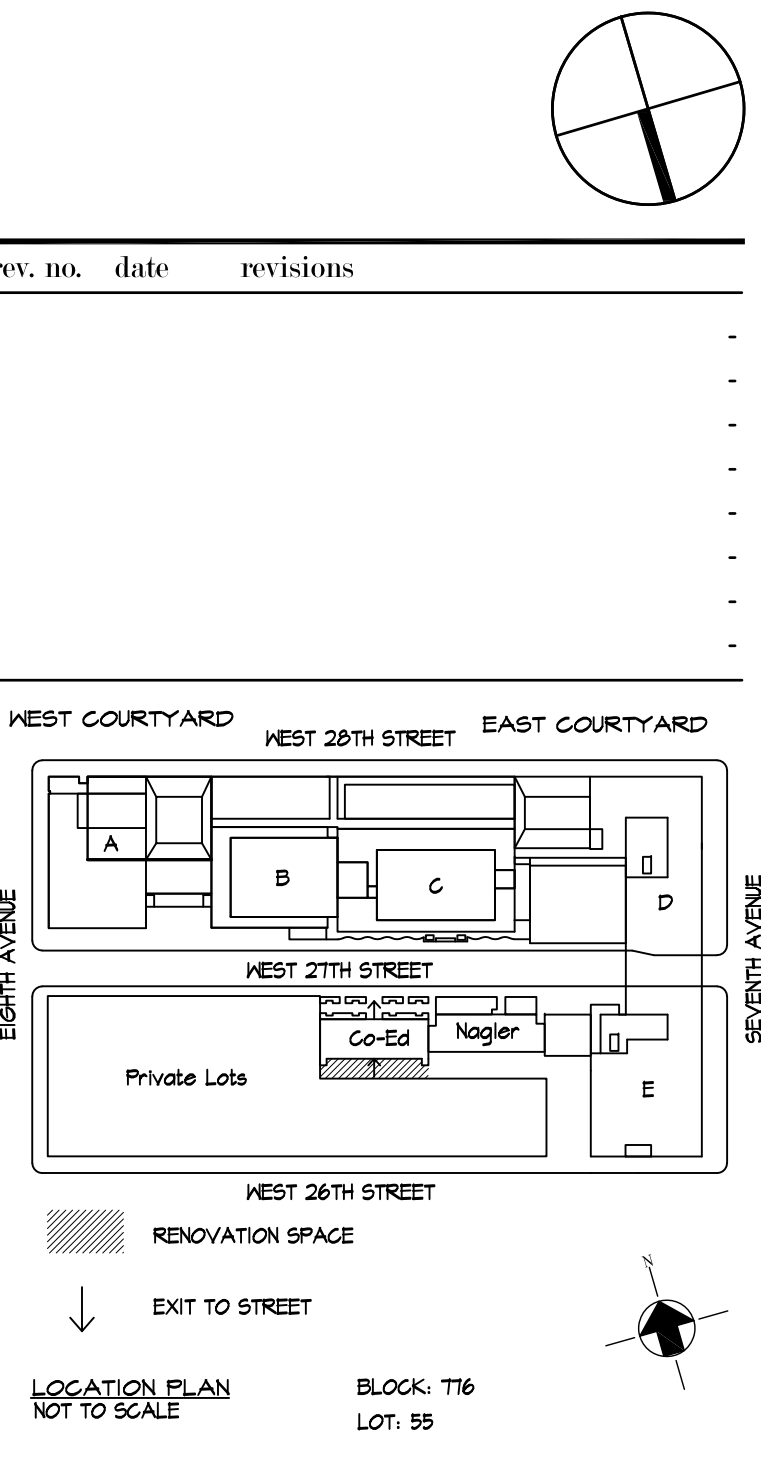 rev. no. date revisions
-
-
-
-
-
-
-
-
WEST COURTYARD
WEST 28TH STREET
EAST COURTYARD
A
B
C
D
EIGHTH AVENUE
SEVENTH AVENUE
WEST 27TH STREET
Co-Ed
Nagler
Private Lots
E
WEST 26TH STREET
RENOVATION SPACE
N
EXIT TO STREET
LOCATION PLAN
NOT TO SCALE
BLOCK: 776
LOT: 55